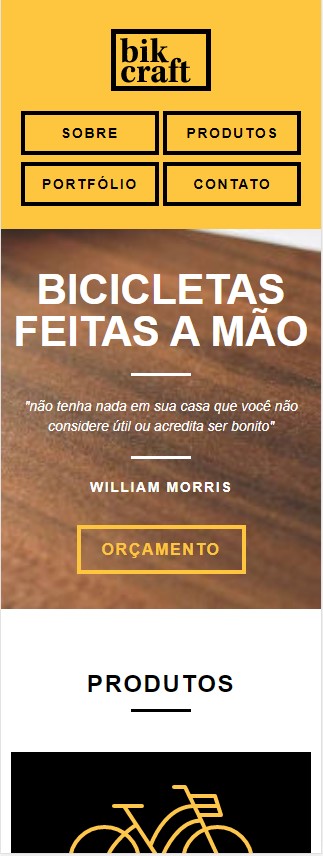 bik
craft
SOBRE
PRODUTOS
PORTFÓLIO
CONTATO
BICICLETAS
FEITAS A MÃO
"não tenha nada em sua casa que você não
considere útil ou acredita ser bonito"
WILLIAM MORRIS
ORÇAMENTO
PRODUTOS